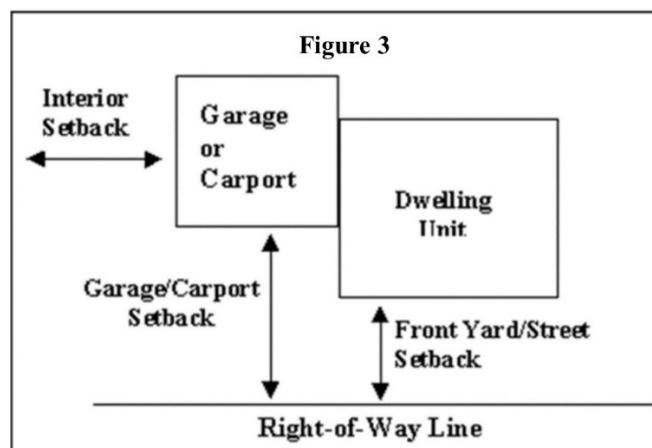 Figure 3
Interior
Setback
Garage
or
Carport
Dwelling
Unit
Garage/Carport
Setback
Front Yard/Street
Setback
Right-of-Way Line